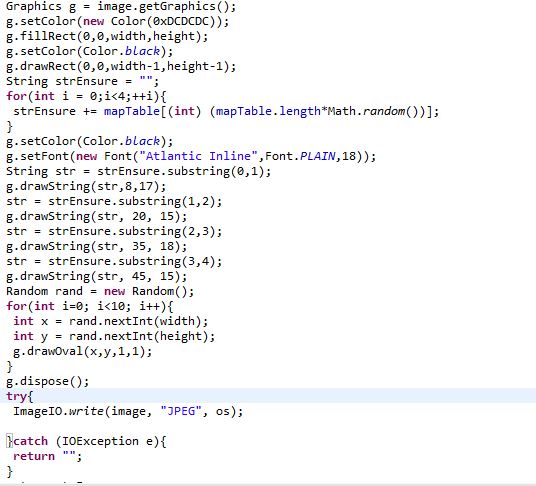 Graphics g = image.getGraphics();
g.setColor(new Color(0xDCDCDC));
g.fillRect(0,0,width,height);
g.setColor(Color.black);
g.drawRect(0,0,width-1,height-1);
String strEnsure = "";
for(int i = 0;i<4;++i){
 strEnsure += mapTable[(int) (mapTable.length*Math.random())];
}
g.setColor(Color.black);
g.setFont(new Font("Atlantic Inline",Font.PLAIN,18));
String str = strEnsure.substring(0,1);
g.drawString(str,8,17);
str = strEnsure.substring(1,2);
g.drawString(str, 20, 15);
str = strEnsure.substring(2,3);
g.drawString(str, 35, 18);
str = strEnsure.substring(3,4);
g.drawString(str, 45, 15);
Random rand = new Random();
for(int i=0; i<10; i++){
 int x = rand.nextInt(width);
 int y = rand.nextInt(height);
 g.drawOval(x,y,1,1);
}
g.dispose();
try{
 ImageIO.write(image, "JPEG", os);
}catch (IOException e){
 return "";
}